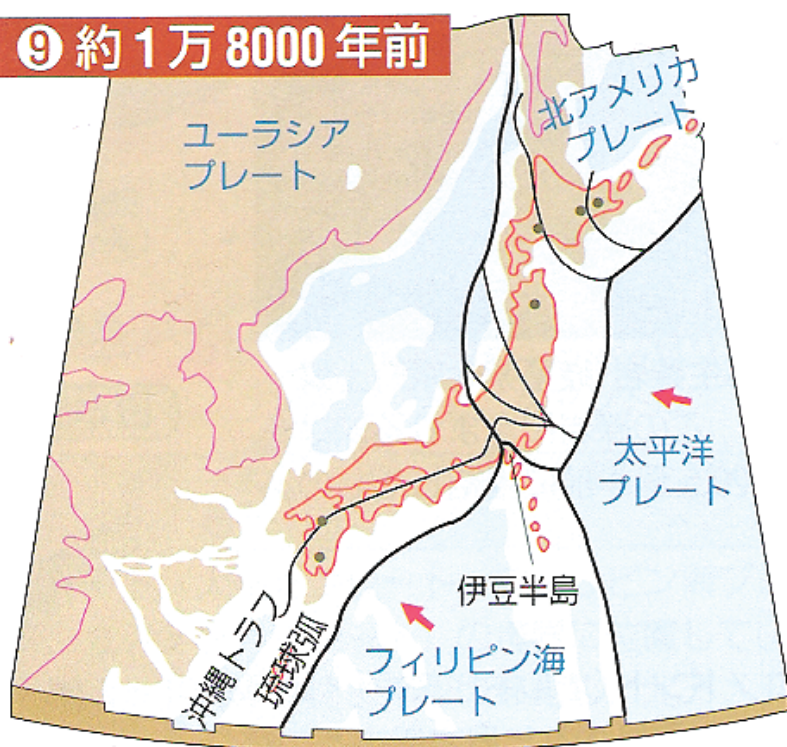 ❾ 約1万8000年前
ユーラシア
プレート
北アメリカ
プレート
太平洋
プレート
伊豆半島
フィリピン海
プレート
沖縄トラフ
琉球弧